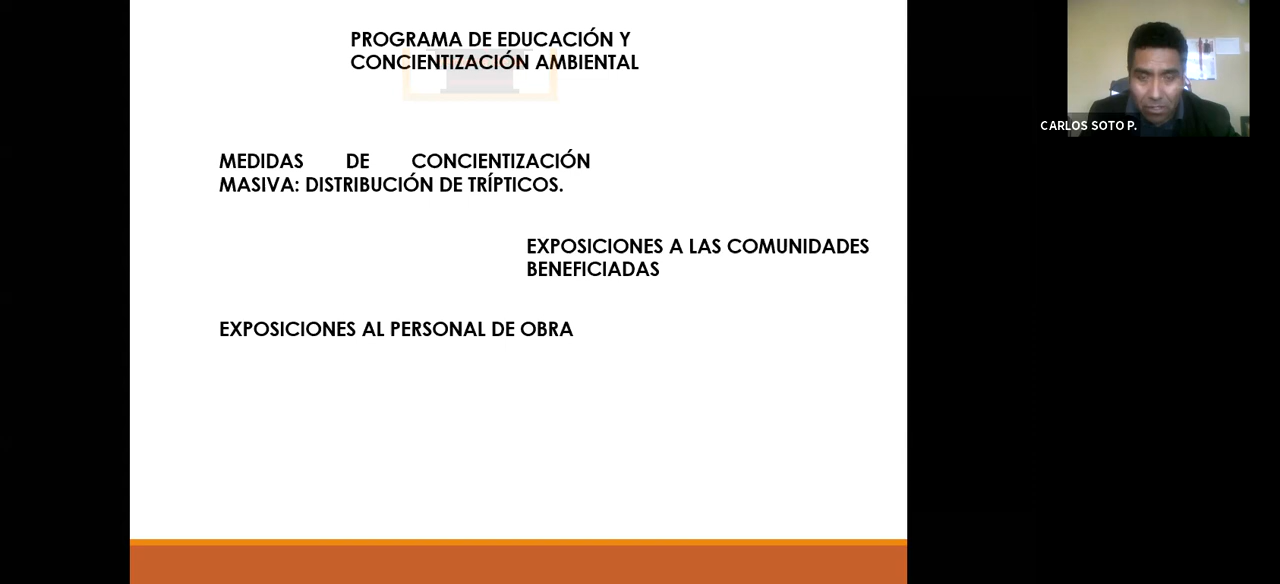 PROGRAMA DE EDUCACIÓN Y
CONCIENTIZACIÓN AMBIENTAL
MEDIDAS DE CONCIENTIZACIÓN
MASIVA: DISTRIBUCIÓN DE TRÍPTICOS.
EXPOSICIONES A LAS COMUNIDADES
BENEFICIADAS
EXPOSICIONES AL PERSONAL DE OBRA
CARLOS SOTO P.